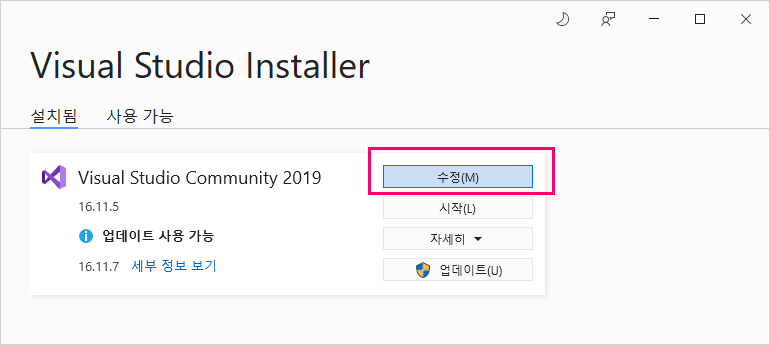 Visual Studio Installer
설치됨 사용 가능
Visual Studio Community 2019
수정(M)
16.11.5
시작(L)
업데이트 사용 가능
자세히
16.11.7 세부 정보 보기
업데이트(U)